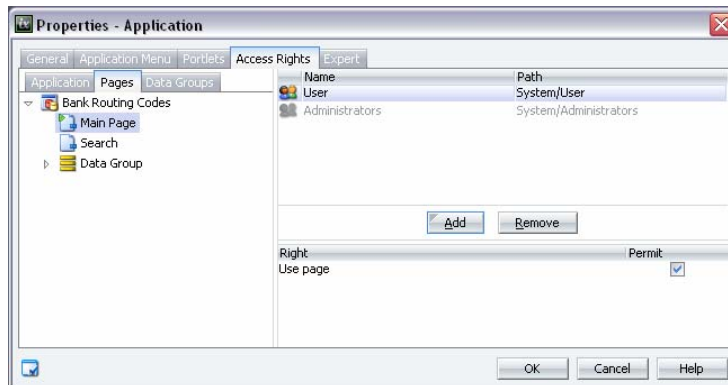 Properties - Application
General Application Menu Portlets Access Rights Expert
Application Pages Data Groups
Bank Routing Codes
Main Page
Search
Data Group
Name Path
User System/User
Administrators System/Administrators
Add Remove
Right Permit
Use page
OK Cancel Help